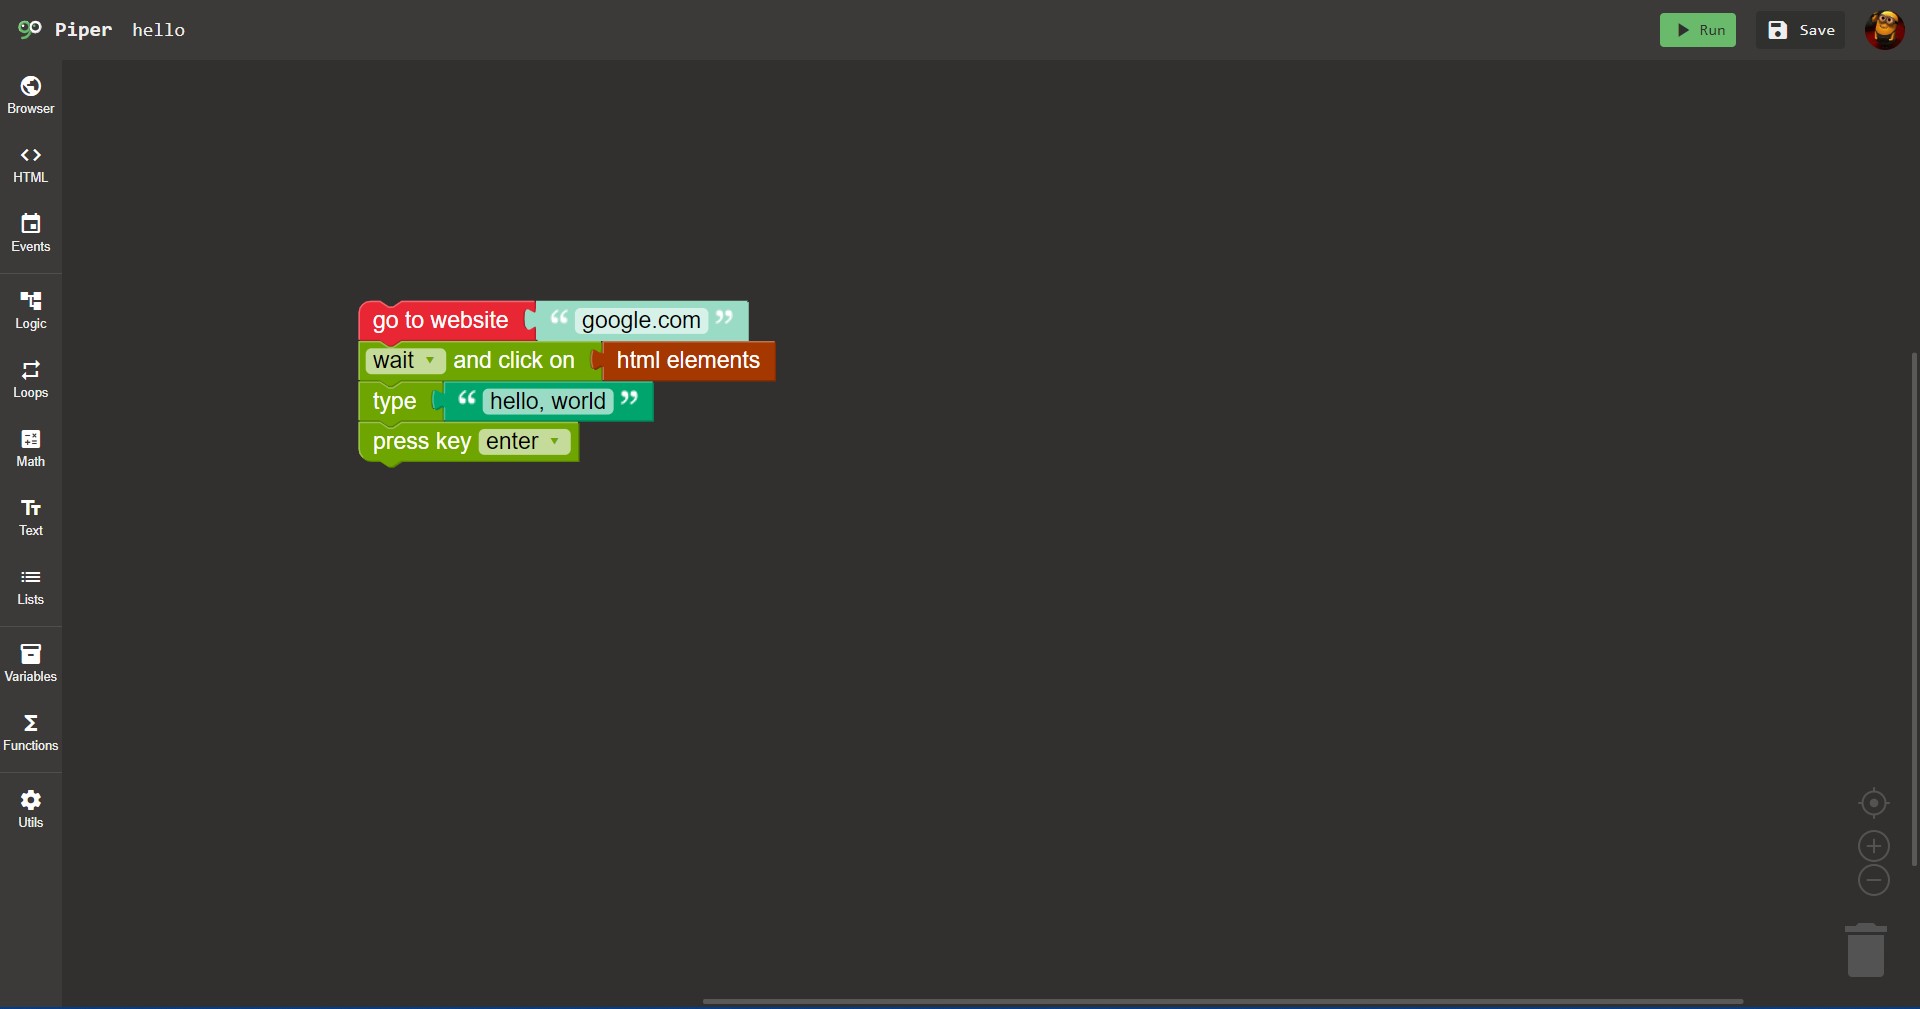 Piper hello
Run
Save
Browser
HTML
Events
Logic
Loops
Math
Text
Lists
Variables
Functions
Utils
go to website “ google.com ”
wait and click on html elements
type “ hello, world ”
press key enter